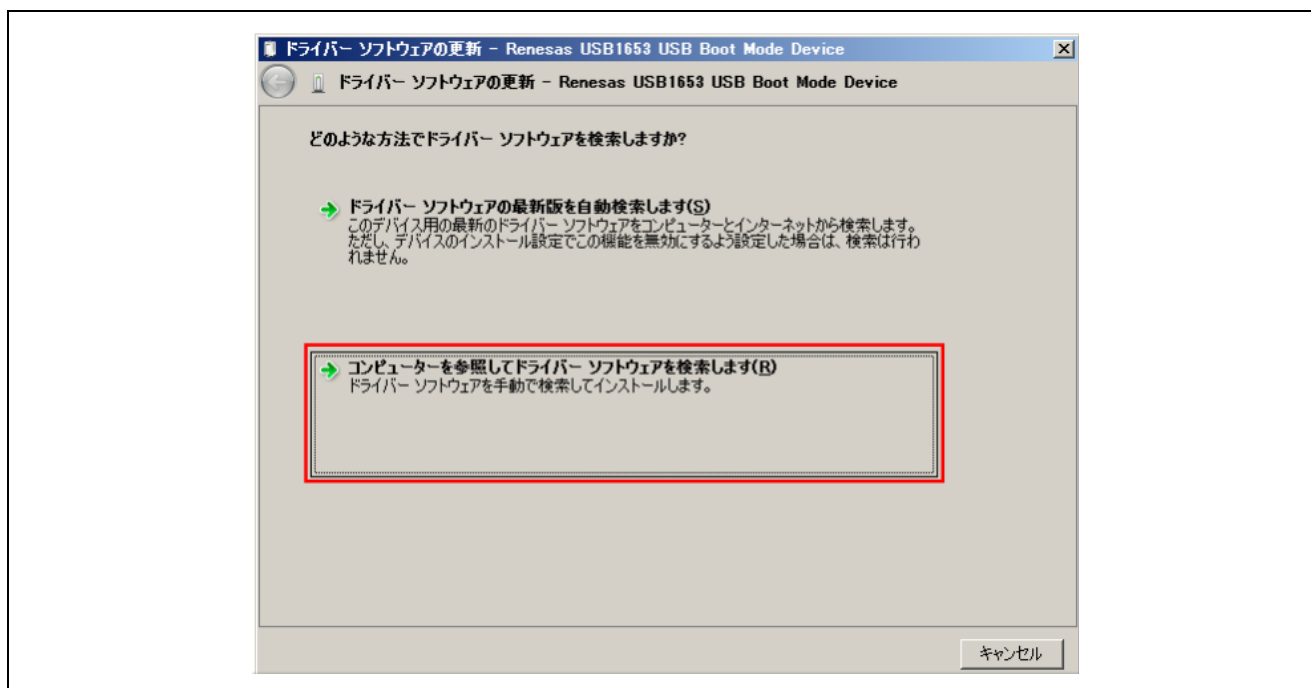 ドライバー ソフトウェアの更新 - Renesas USB1653 USB Boot Mode Device
ドライバー ソフトウェアの更新 - Renesas USB1653 USB Boot Mode Device
どのような方法でドライバー ソフトウェアを検索しますか?
ドライバー ソフトウェアの最新版を自動検索します(S)
このデバイス用の最新のドライバー ソフトウェアをコンピューターとインターネットから検索します。
ただし、デバイスのインストール設定でこの機能を無効にするよう設定した場合は、検索は行わ
れません。
コンピューターを参照してドライバー ソフトウェアを検索します(R)
ドライバー ソフトウェアを手動で検索してインストールします。
キャンセル